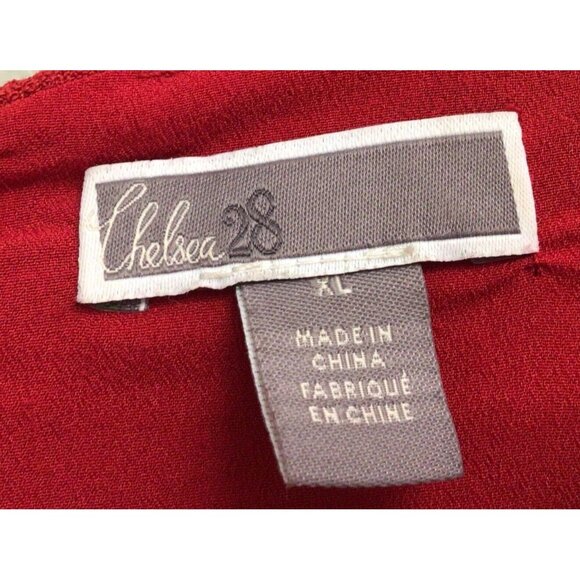 Chelsea 28
XL
MADE IN
CHINA
FABRIQUÉ
EN CHINE